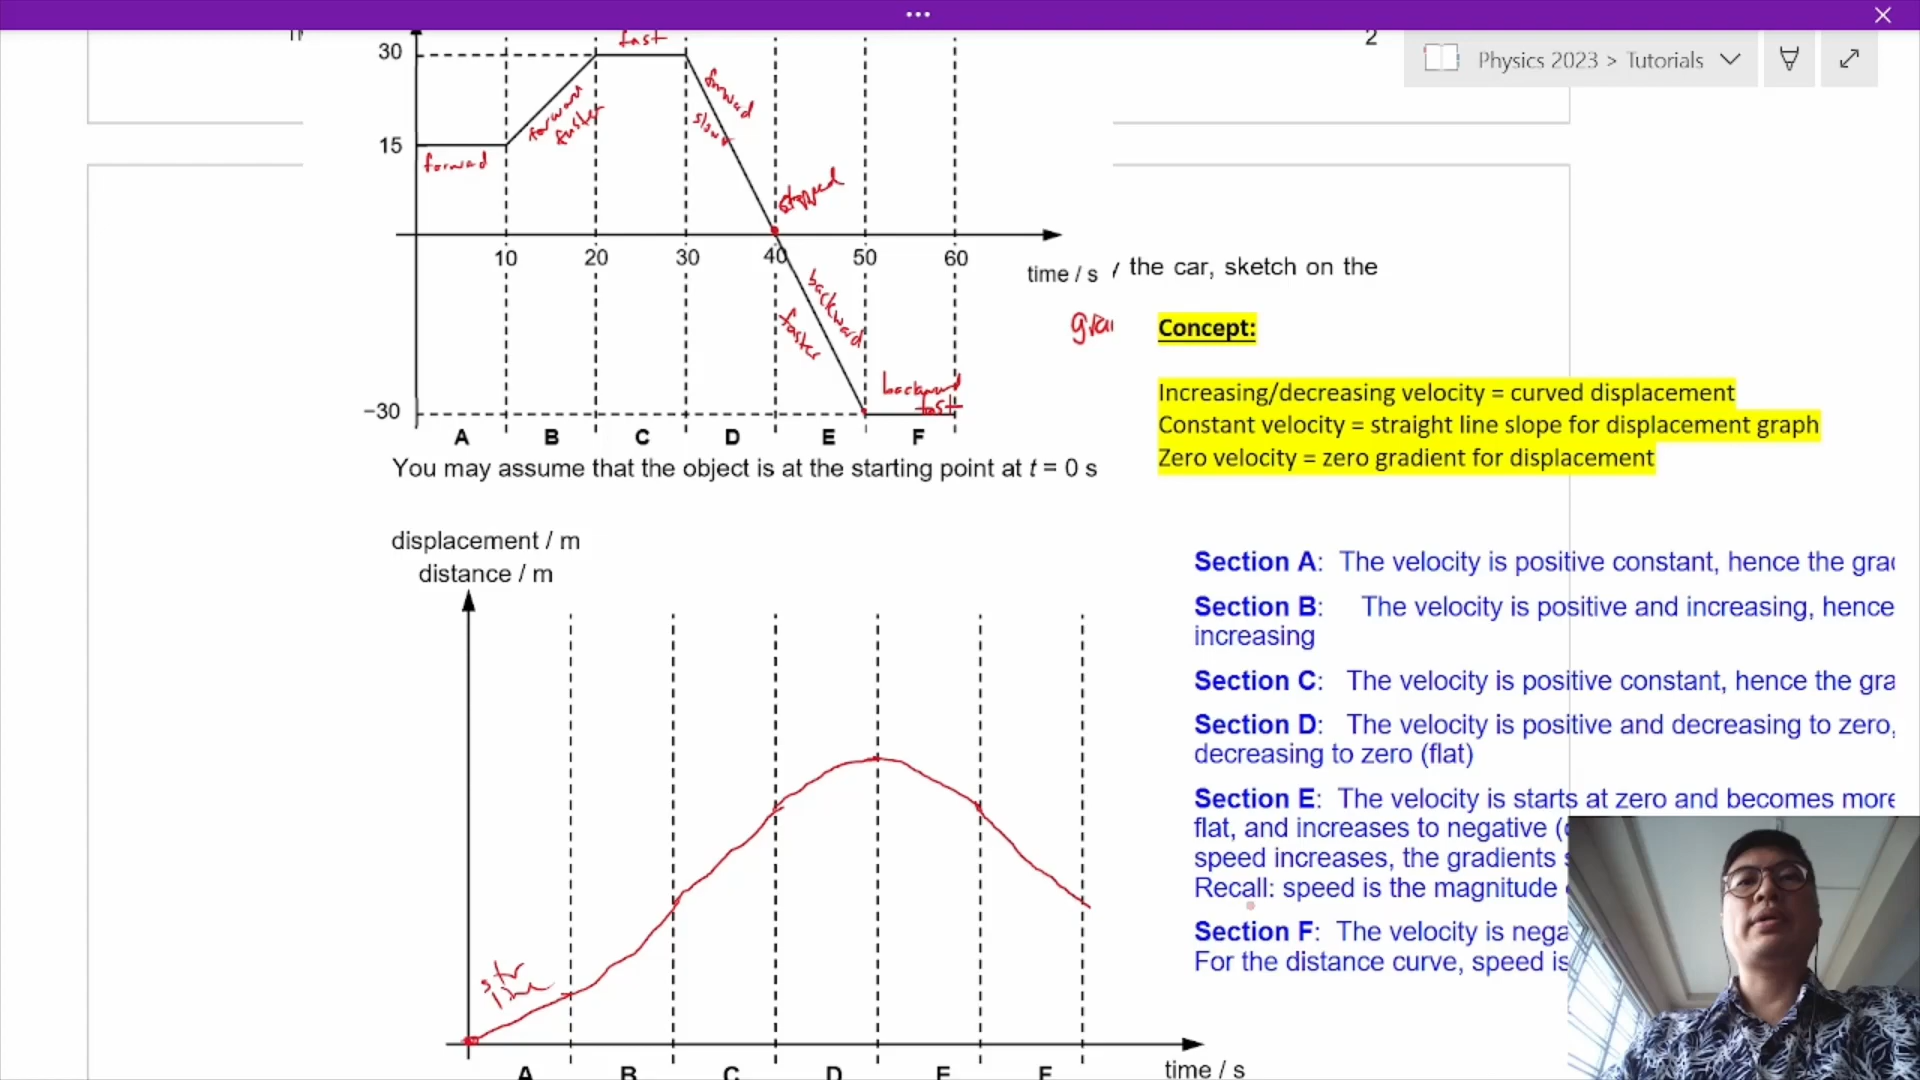 2
Physics 2023 > Tutorials
30
fast
forward
slow
forward
faster
15
forward
stopped
10 20 30 40 50 60
time / s
the car, sketch on the
backward
faster
Concept:
Increasing/decreasing velocity = curved displacement
Constant velocity = straight line slope for displacement graph
Zero velocity = zero gradient for displacement
backward
fast
−30
A B C D E F
You may assume that the object is at the starting point at t = 0 s
displacement / m
distance / m
Section A: The velocity is positive constant, hence the
Section B: The velocity is positive and increasing, hence
increasing
Section C: The velocity is positive constant, hence the
Section D: The velocity is positive and decreasing to zero,
decreasing to zero (flat)
Section E: The velocity is starts at zero and becomes more
flat, and increases to negative
speed increases, the gradients
Recall: speed is the magnitude
Section F: The velocity is
For the distance curve, speed is
str
line
A B C D E F
time / s